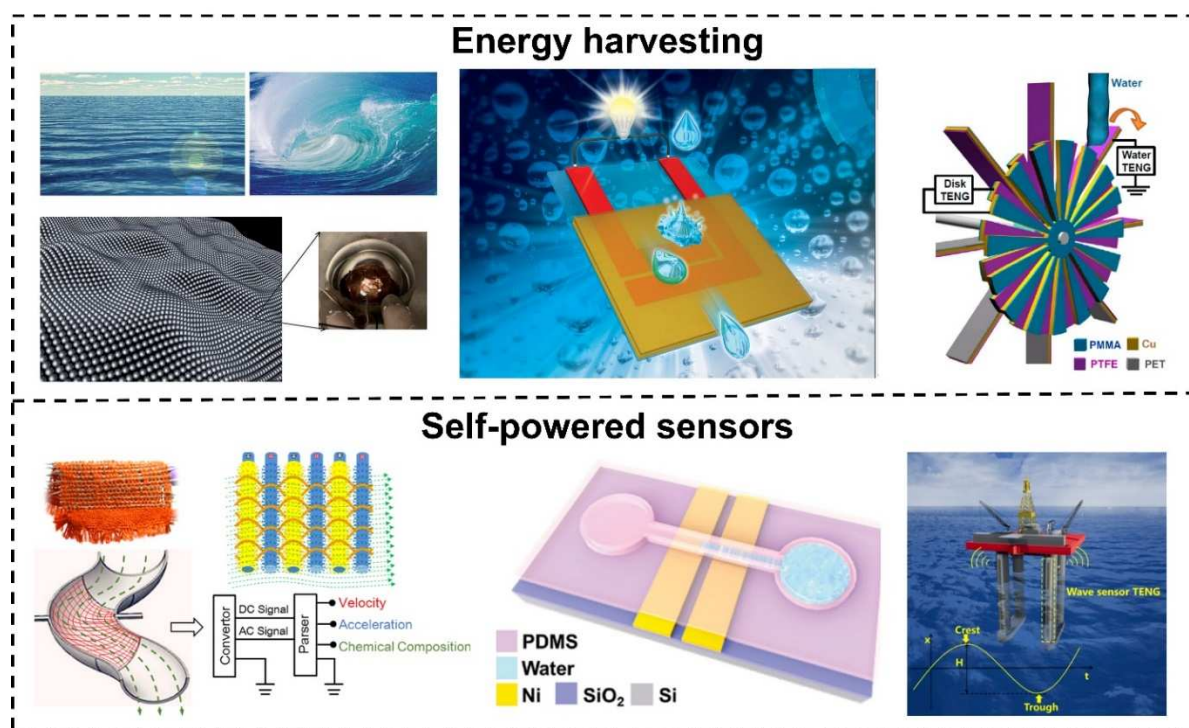 Energy harvesting
Water
Water
TENG
Disk
TENG
PMMA
Cu
PTFE
PET
Self-powered sensors
Convertor
DC Signal
AC Signal
Parser
Velocity
Acceleration
Chemical Composition
PDMS
Water
Ni
SiO₂
Si
Wave sensor TENG
x
Crest
H
t
Trough